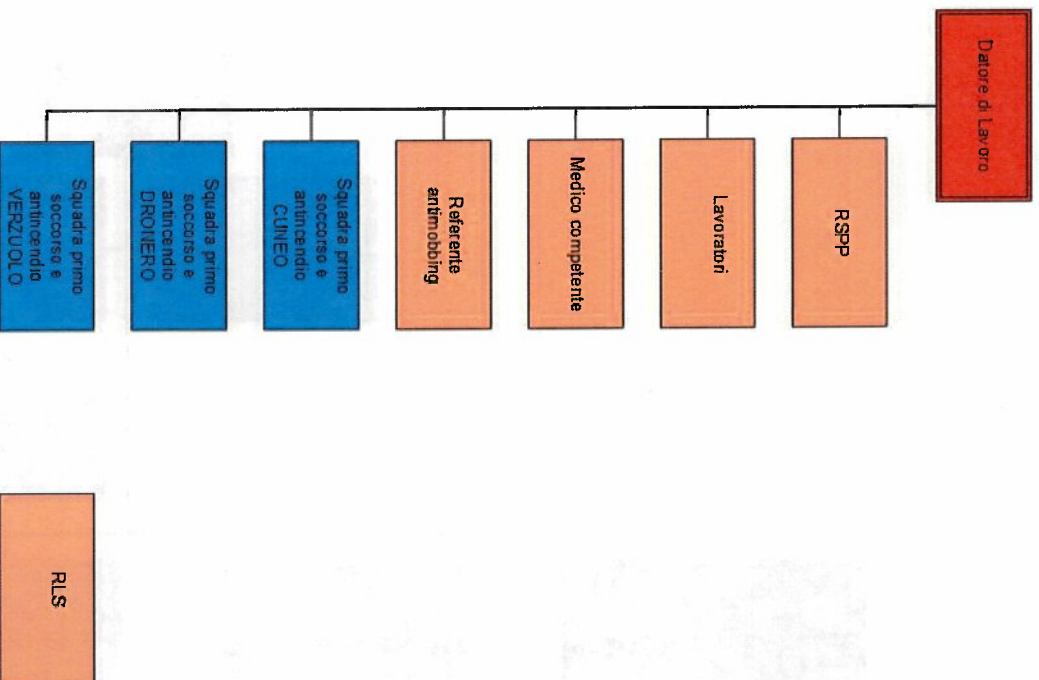 Datore di Lavoro
RSPP
Lavoratori
Medico competente
Referente
antimobbing
Squadra primo
soccorso e
antincendio
CUNEO
Squadra primo
soccorso e
antincendio
DRONERO
Squadra primo
soccorso e
antincendio
VERZUOLO
RLS